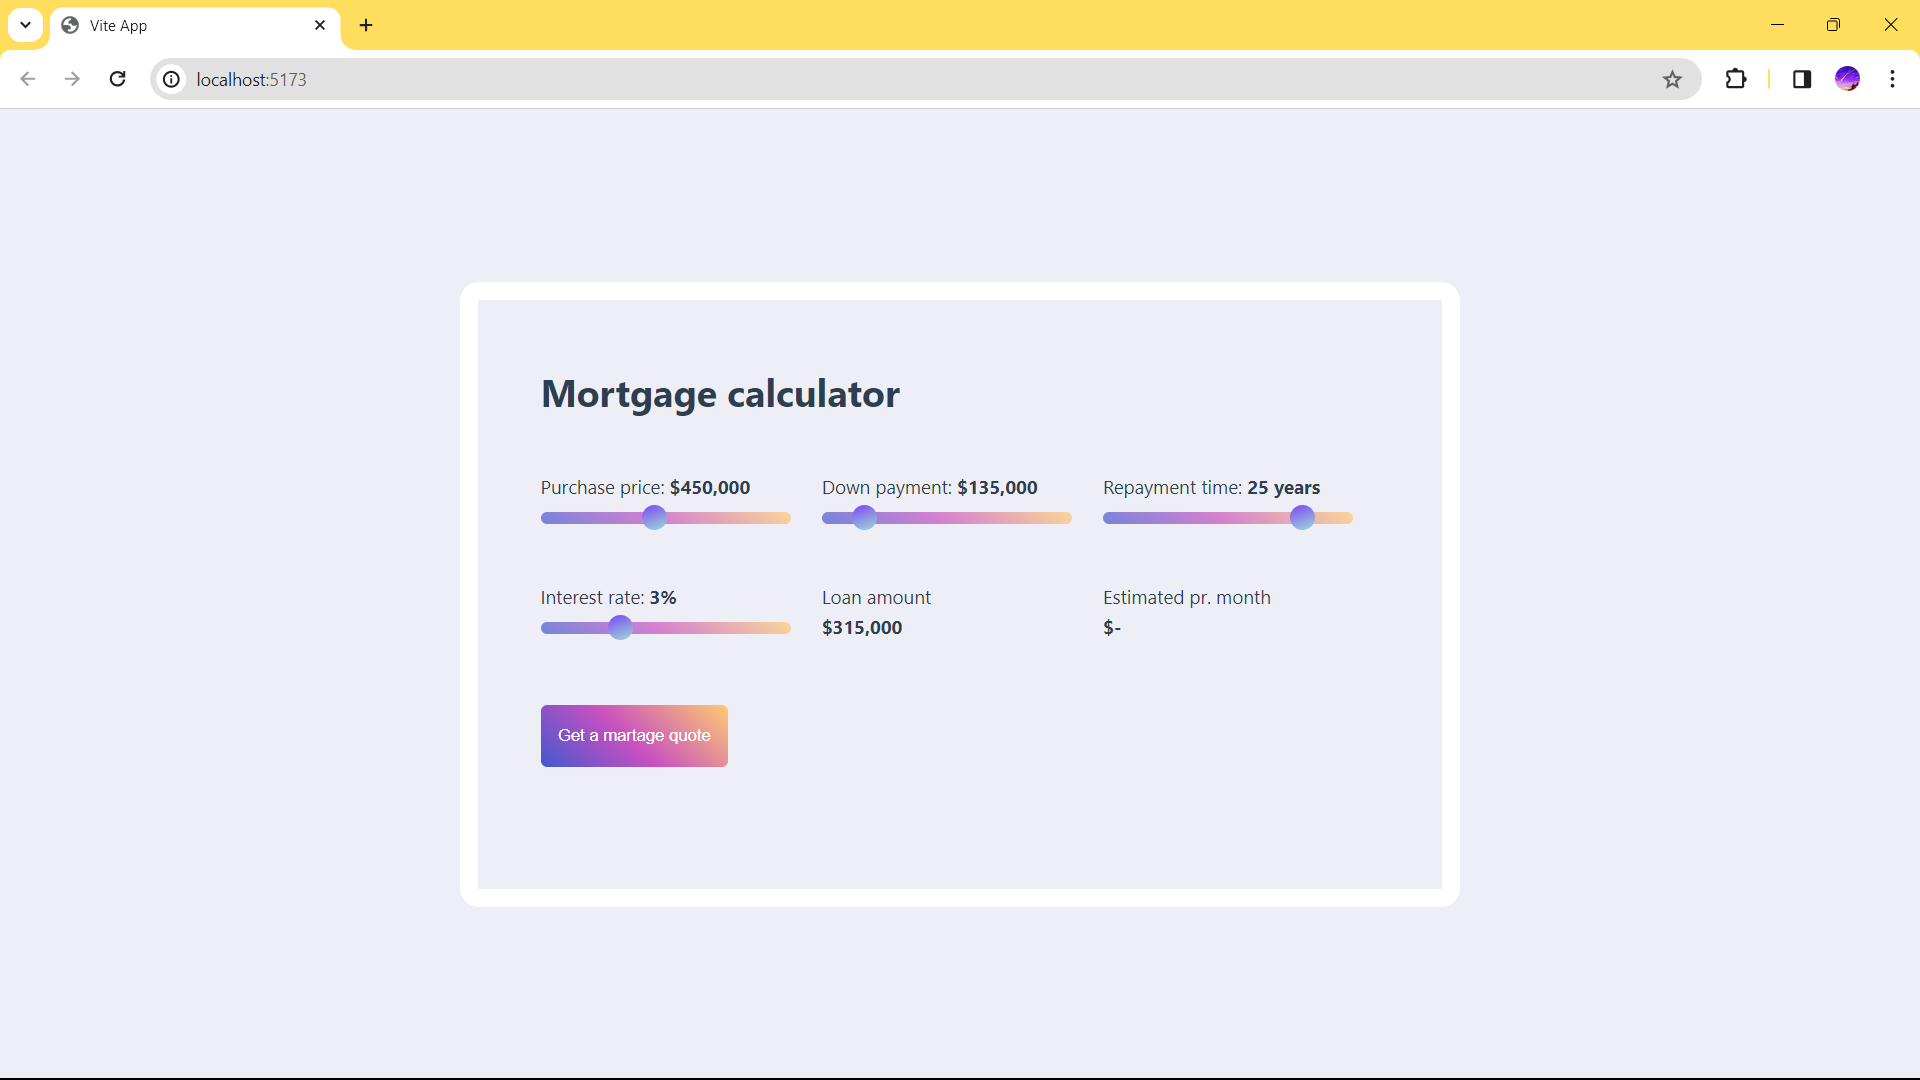 Vite App
localhost:5173
Mortgage calculator
Purchase price: $450,000
Down payment: $135,000
Repayment time: 25 years
Interest rate: 3%
Loan amount
$315,000
Estimated pr. month
$-
Get a martage quote